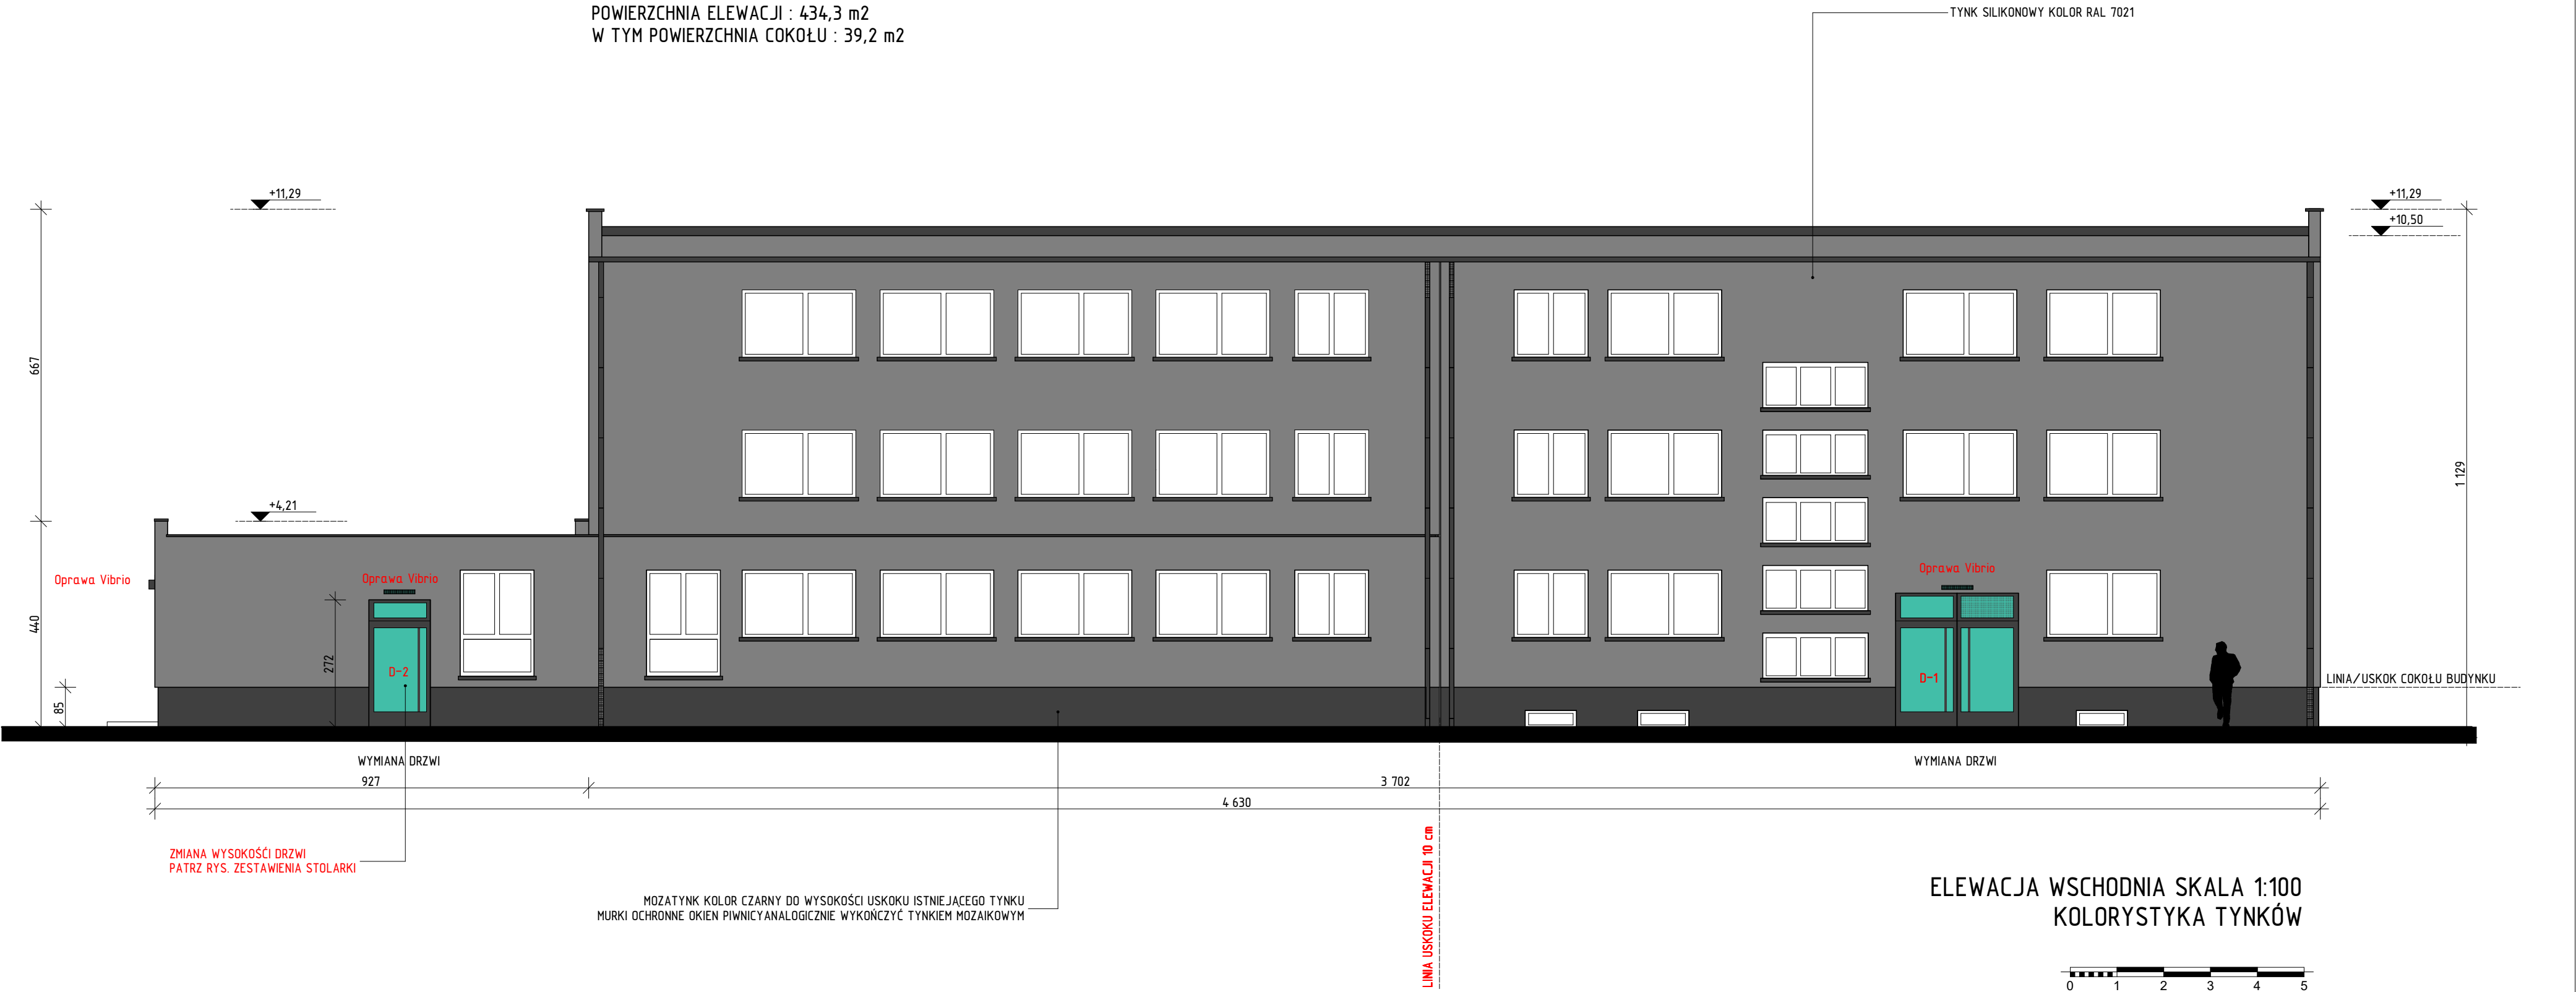 POWIERZCHNIA ELEWACJI : 434,3 m2
W TYM POWIERZCHNIA COKOŁU : 39,2 m2
TYNK SILIKONOWY KOLOR RAL 7021
+11,29
+11,29
+10,50
667
+4,21
1 129
Oprawa Vibrio
Oprawa Vibrio
Oprawa Vibrio
440
272
D-2
D-1
LINIA/USKOK COKOŁU BUDYNKU
85
WYMIANA DRZWI
WYMIANA DRZWI
927
3 702
4 630
ZMIANA WYSOKOŚĆI DRZWI
PATRZ RYS. ZESTAWIENIA STOLARKI
LINIA USKOKU ELEWACJI 10 cm
MOZATYNK KOLOR CZARNY DO WYSOKOŚCI USKOKU ISTNIEJĄCEGO TYNKU
MURKI OCHRONNE OKIEN PIWNICYANALOGICZNIE WYKOŃCZYĆ TYNKIEM MOZAIKOWYM
ELEWACJA WSCHODNIA SKALA 1:100
KOLORYSTYKA TYNKÓW
0 1 2 3 4 5